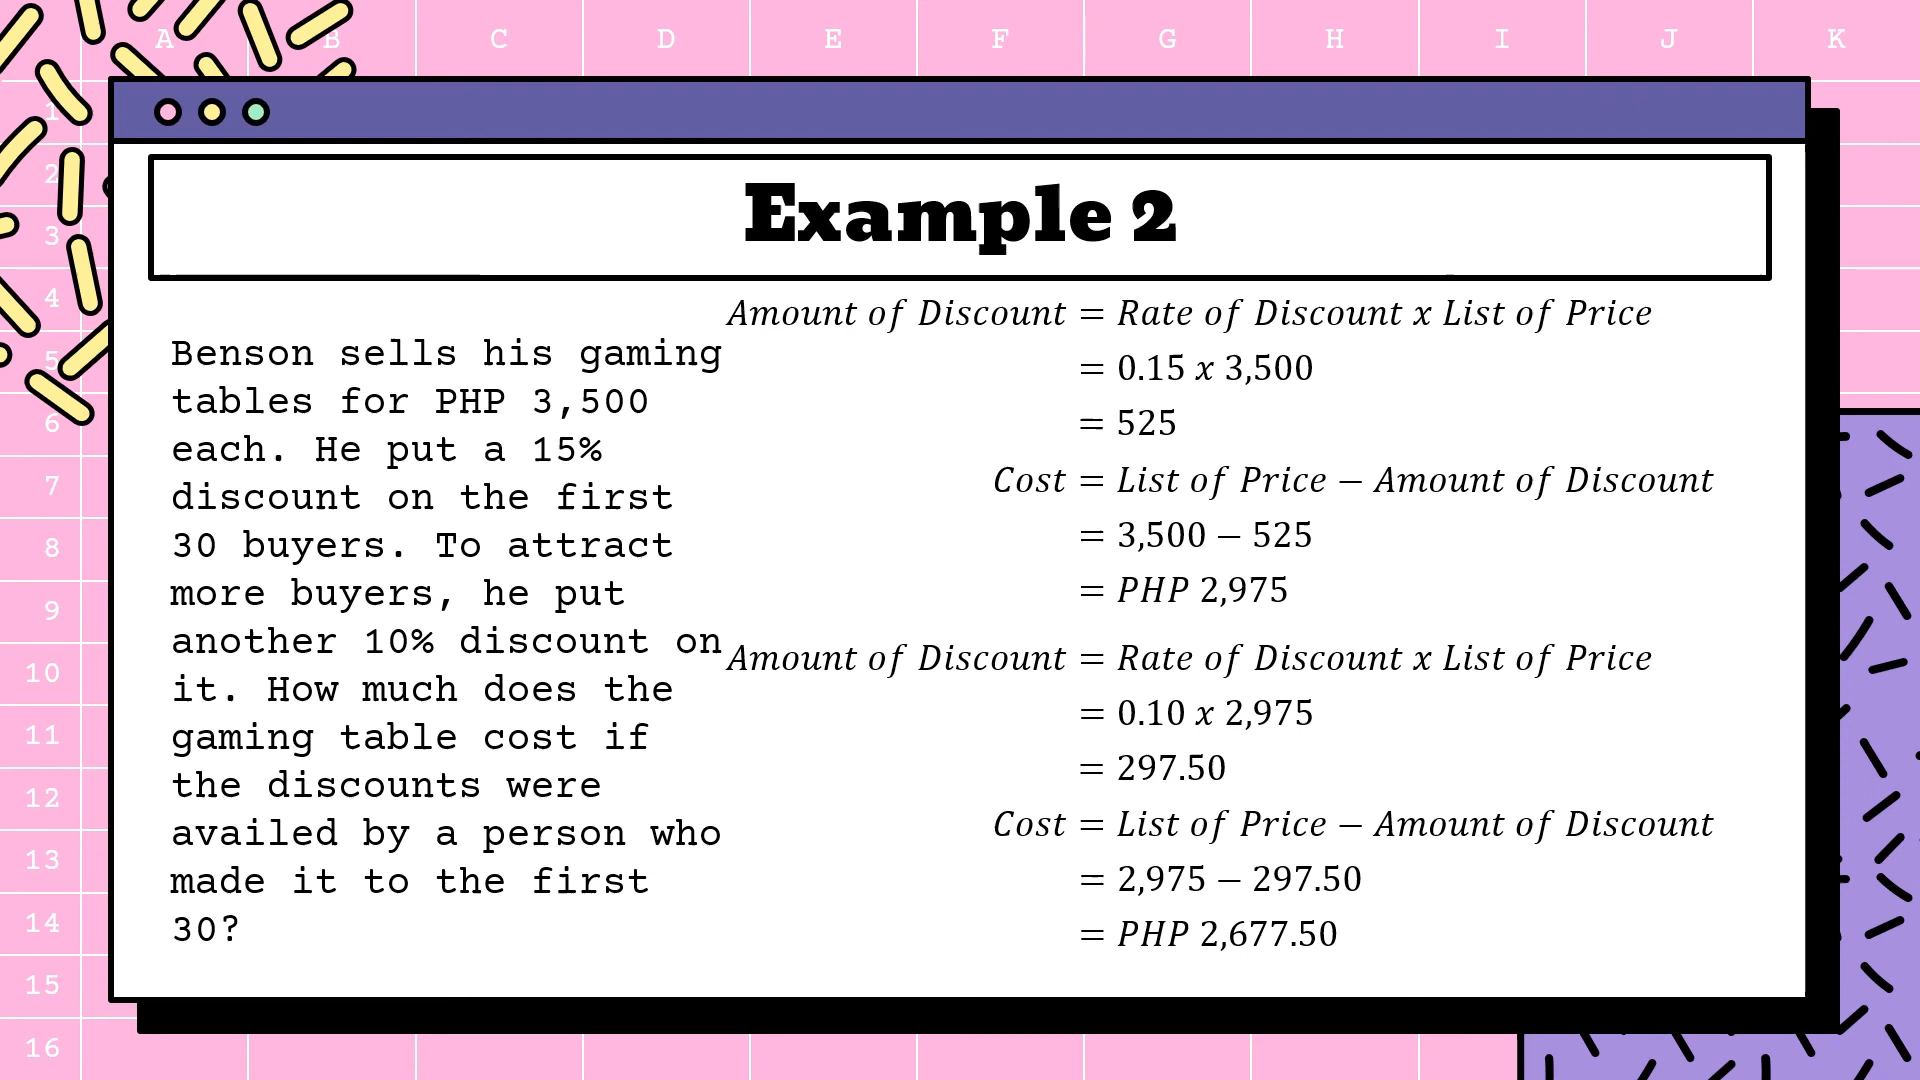 A B C D E F G H I J K
1
2
3
4
5
6
7
8
9
10
11
12
13
14
15
16
Example 2
Benson sells his gaming
tables for PHP 3,500
each. He put a 15%
discount on the first
30 buyers. To attract
more buyers, he put
another 10% discount on
it. How much does the
gaming table cost if
the discounts were
availed by a person who
made it to the first
30?
Amount of Discount = Rate of Discount x List of Price
= 0.15 x 3,500
= 525
Cost = List of Price − Amount of Discount
= 3,500 − 525
= PHP 2,975
Amount of Discount = Rate of Discount x List of Price
= 0.10 x 2,975
= 297.50
Cost = List of Price − Amount of Discount
= 2,975 − 297.50
= PHP 2,677.50